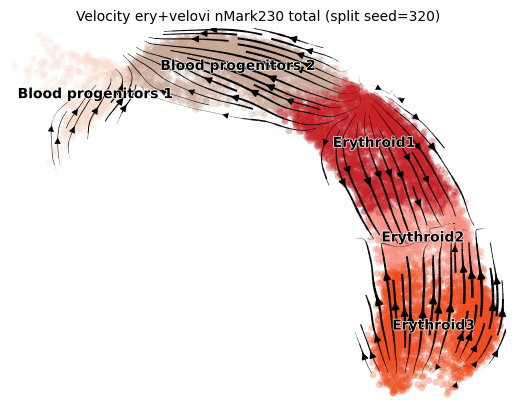 Velocity ery+velovi nMark230 total (split seed=320)
Blood progenitors 2
Blood progenitors 1
Erythroid1
Erythroid2
Erythroid3